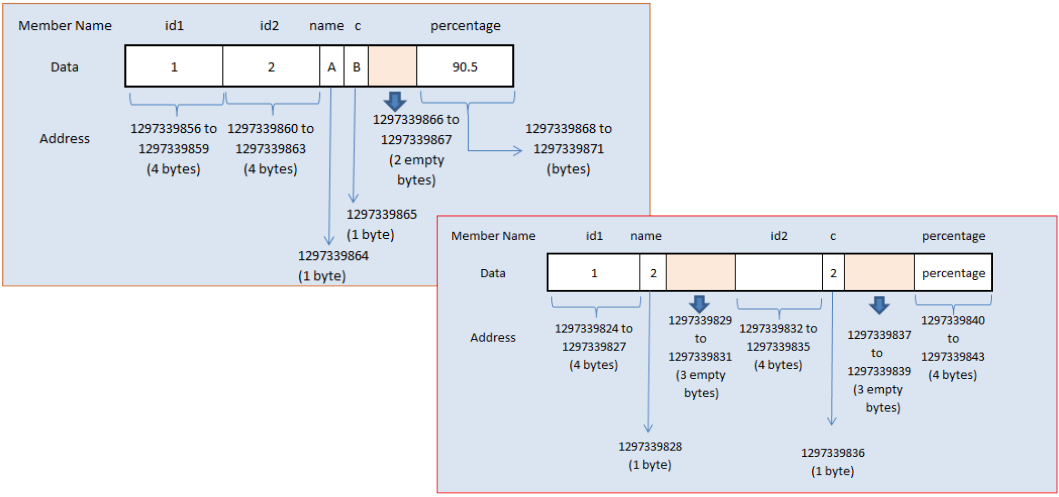 Member Name id1 id2 name c percentage
Data 1 2 A B 90.5
Address
1297339856 to
1297339859
(4 bytes)
1297339860 to
1297339863
(4 bytes)
1297339866 to
1297339867
(2 empty
bytes)
1297339868 to
1297339871
(bytes)
1297339865
(1 byte)
1297339864
(1 byte)
Member Name id1 name id2 c percentage
Data 1 2 2 percentage
Address
1297339824 to
1297339827
(4 bytes)
1297339829
to
1297339831
(3 empty
bytes)
1297339832 to
1297339835
(4 bytes)
1297339837
to
1297339839
(3 empty
bytes)
1297339840
to
1297339843
(4 bytes)
1297339828
(1 byte)
1297339836
(1 byte)